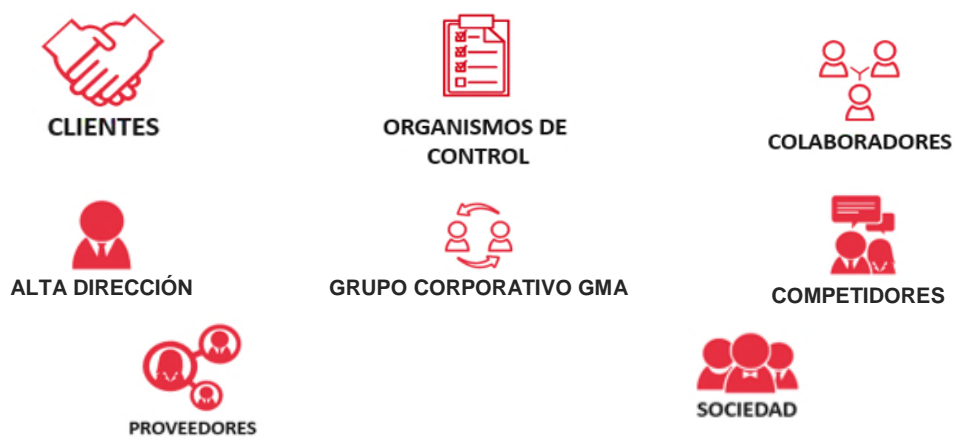 CLIENTES
ORGANISMOS DE
CONTROL
COLABORADORES
ALTA DIRECCIÓN
GRUPO CORPORATIVO GMA
COMPETIDORES
PROVEEDORES
SOCIEDAD